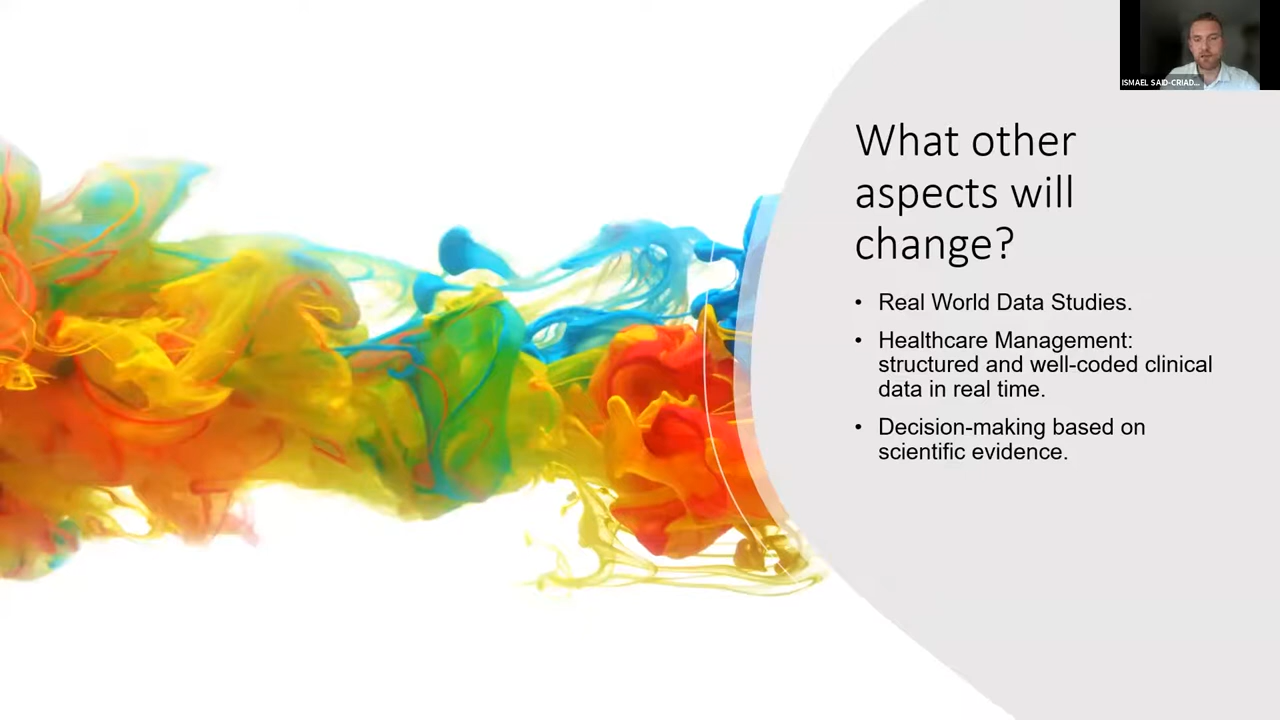 ISMAEL SAID-CRIAD...
What other
aspects will
change?
• Real World Data Studies.
• Healthcare Management:
structured and well-coded clinical
data in real time.
• Decision-making based on
scientific evidence.